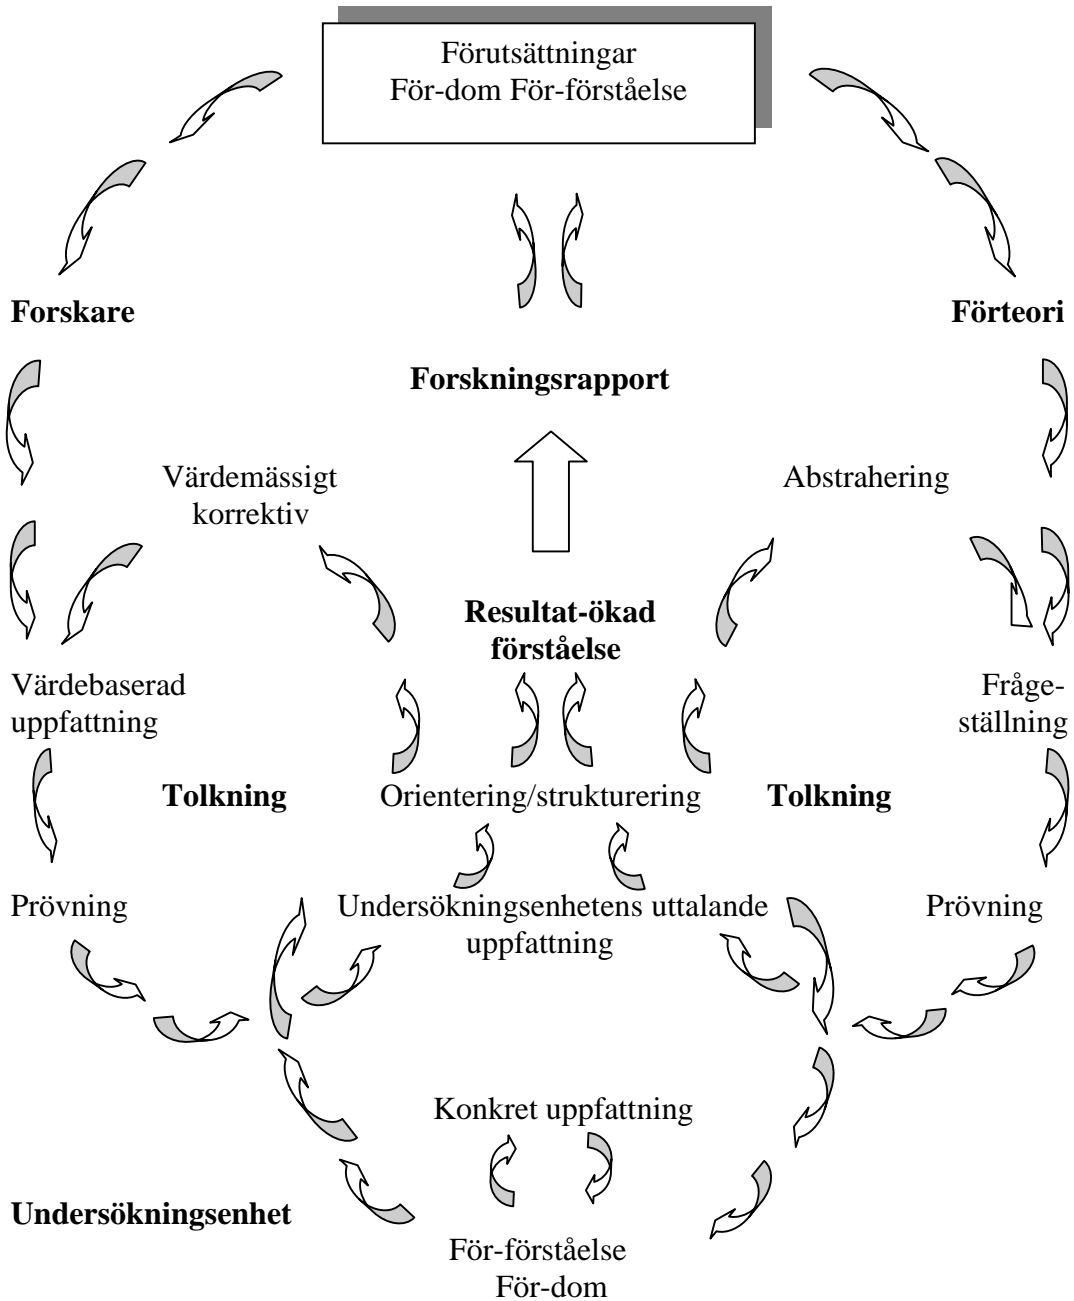 Förutsättningar
För-dom För-förståelse
Forskare
Förteori
Forskningsrapport
Värdemässigt
korrektiv
Abstrahering
Resultat-ökad
förståelse
Värdebaserad
uppfattning
Fråge-
ställning
Tolkning
Orientering/strukturering
Tolkning
Prövning
Undersökningsenhetens uttalande
uppfattning
Prövning
Konkret uppfattning
Undersökningsenhet
För-förståelse
För-dom